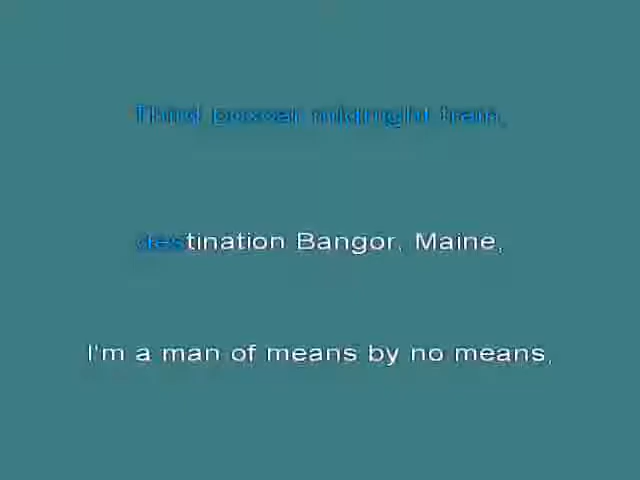 Third boxcar midnight train,
destination Bangor, Maine,
I'm a man of means by no means,